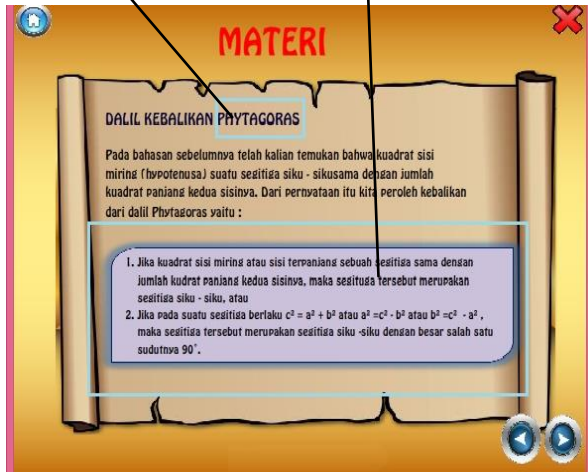 MATERI
DALIL KEBALIKAN PHYTAGORAS
Pada bahasan sebelumnya telah kalian temukan bahwa kuadrat sisi
miring (hypotenusa) suatu segitiga siku - sikusama dengan jumlah
kuadrat panjang kedua sisinya. Dari pernyataan itu kita peroleh kebalikan
dari dalil Phytagoras yaitu :
1. Jika kuadrat sisi miring atau sisi terpanjang sebuah segitiga sama dengan
jumlah kudrat panjang kedua sisinya, maka segituga tersebut merupakan
segitiga siku - siku, atau
2. Jika pada suatu segitiga berlaku c² = a² + b² atau a² =c² - b² atau b² =c² - a² ,
maka segitiga tersebut merupakan segitiga siku -siku dengan besar salah satu
sudutnya 90°.